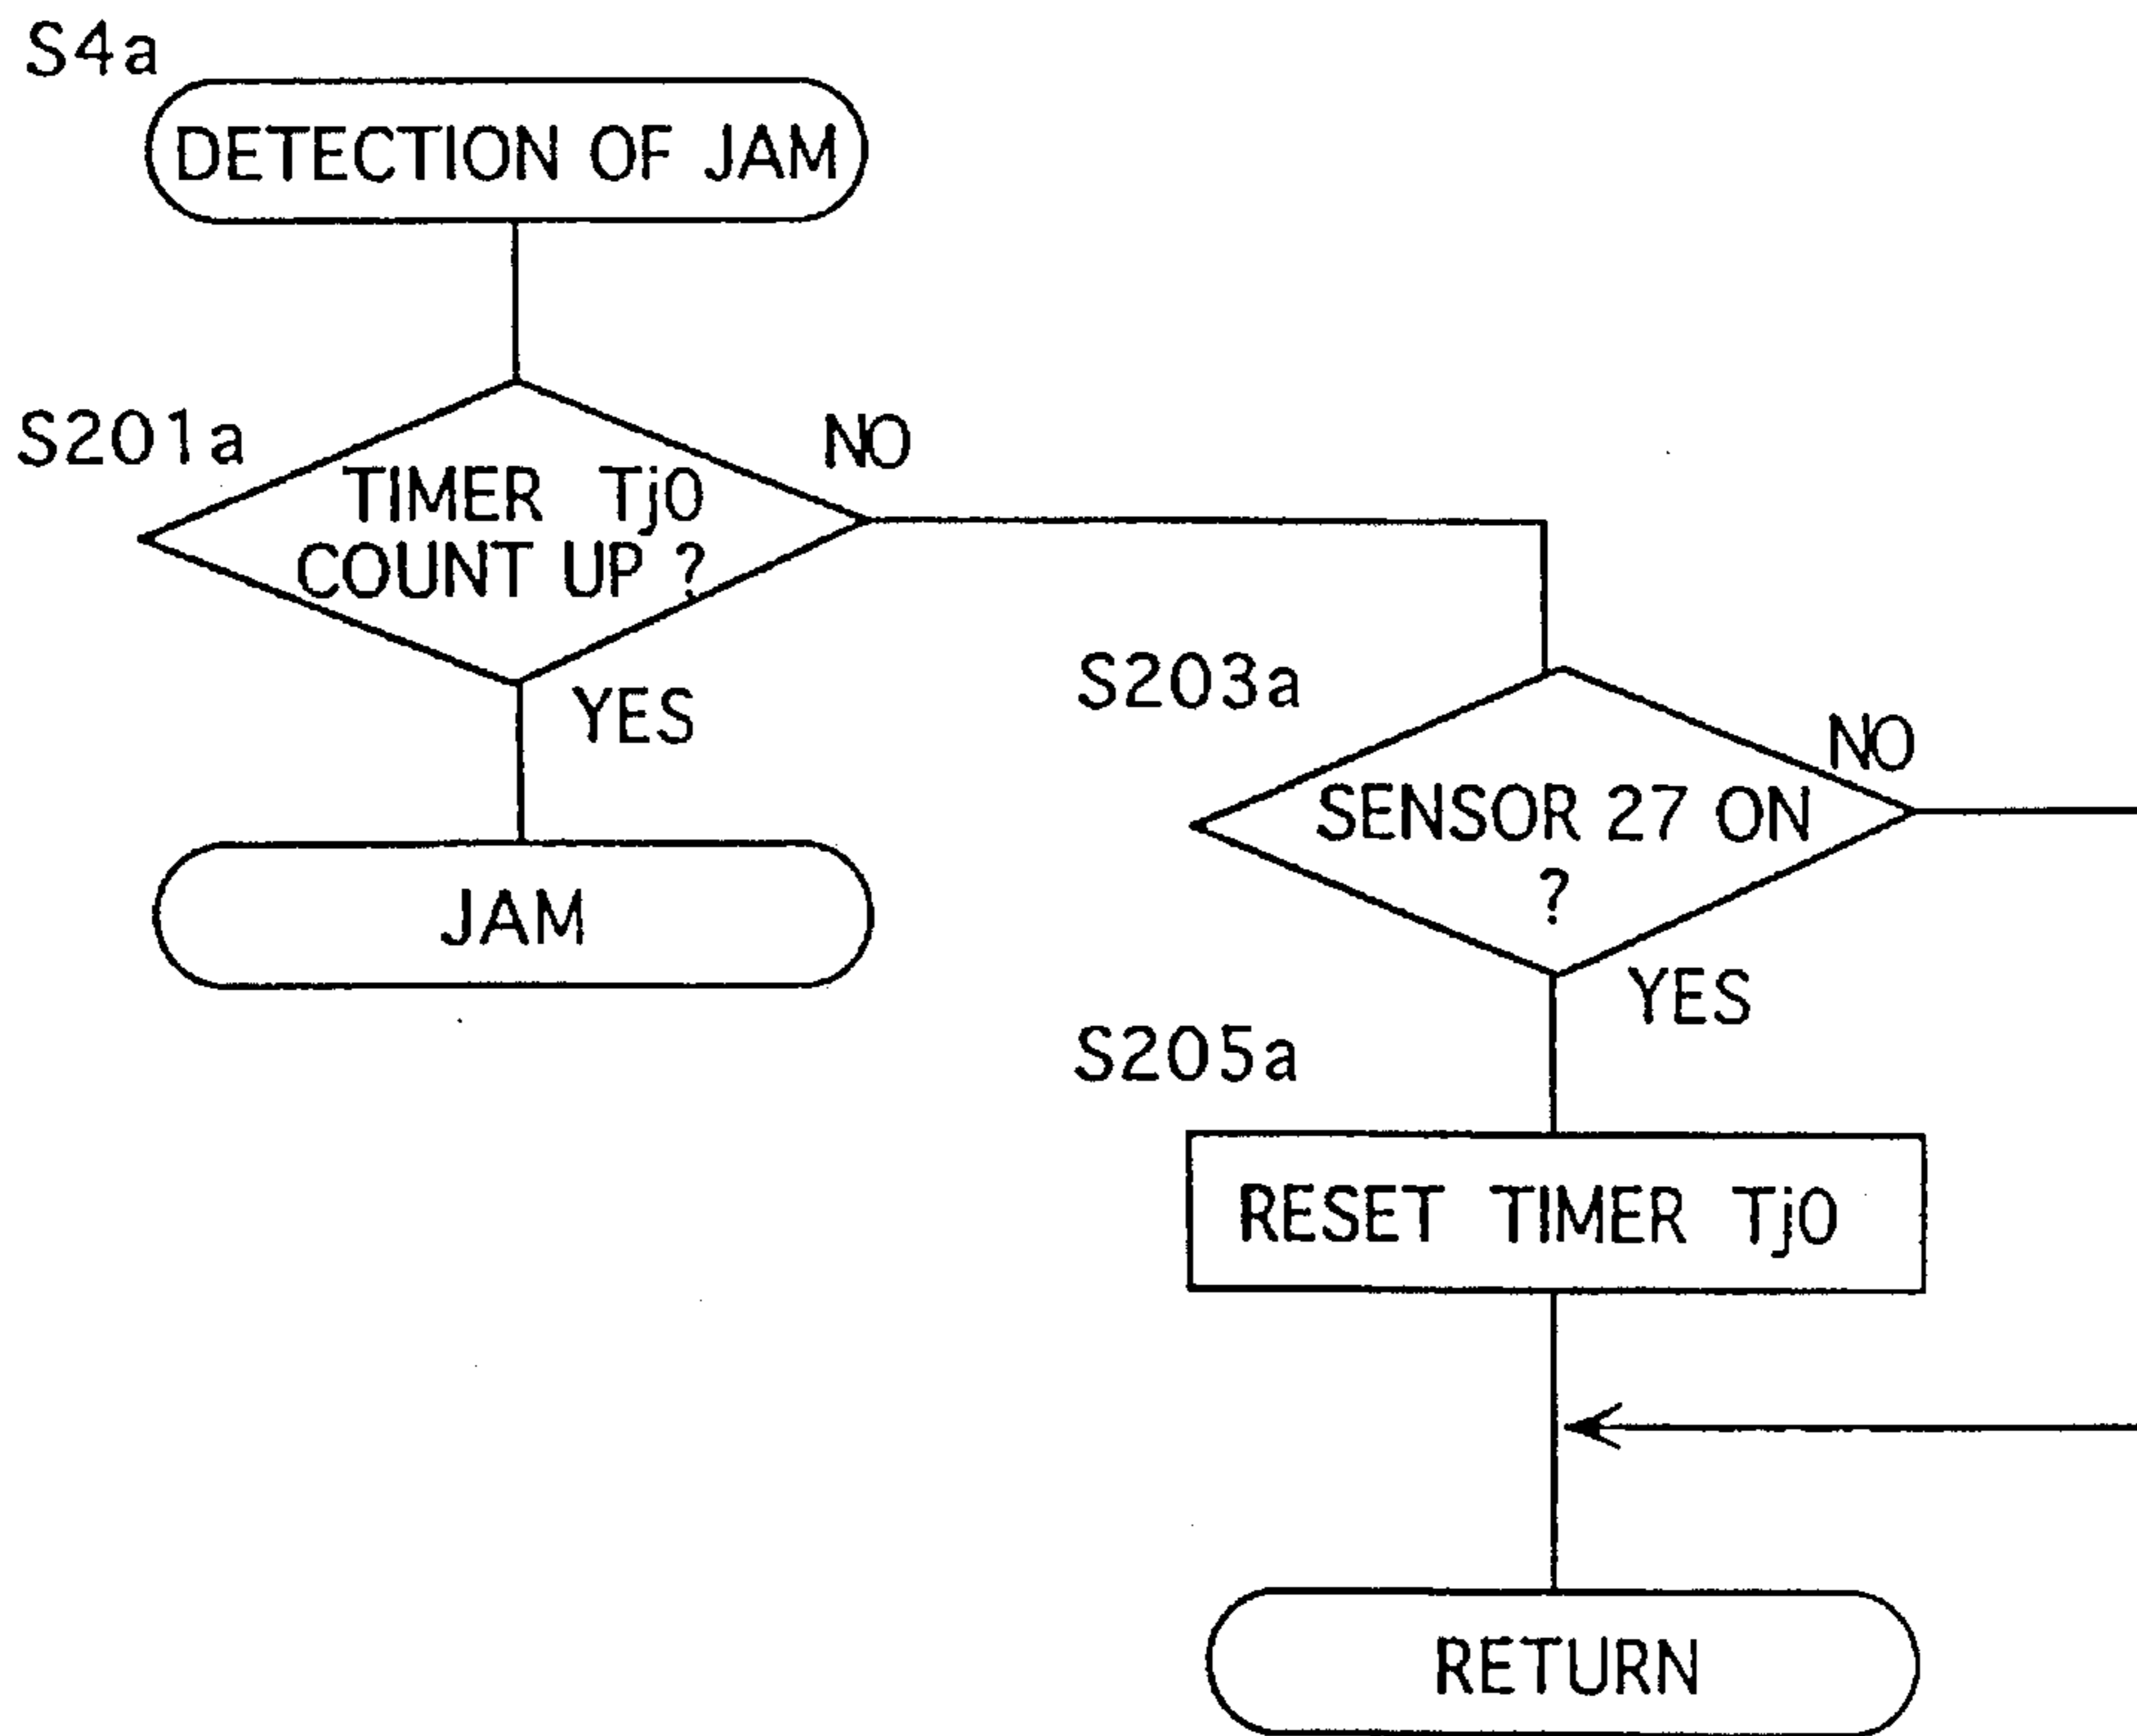 S4a
DETECTION OF JAM
S201a
NO
TIMER Tj0
COUNT UP ?
YES
JAM
S203a
NO
SENSOR 27 ON
?
YES
S205a
RESET TIMER Tj0
RETURN